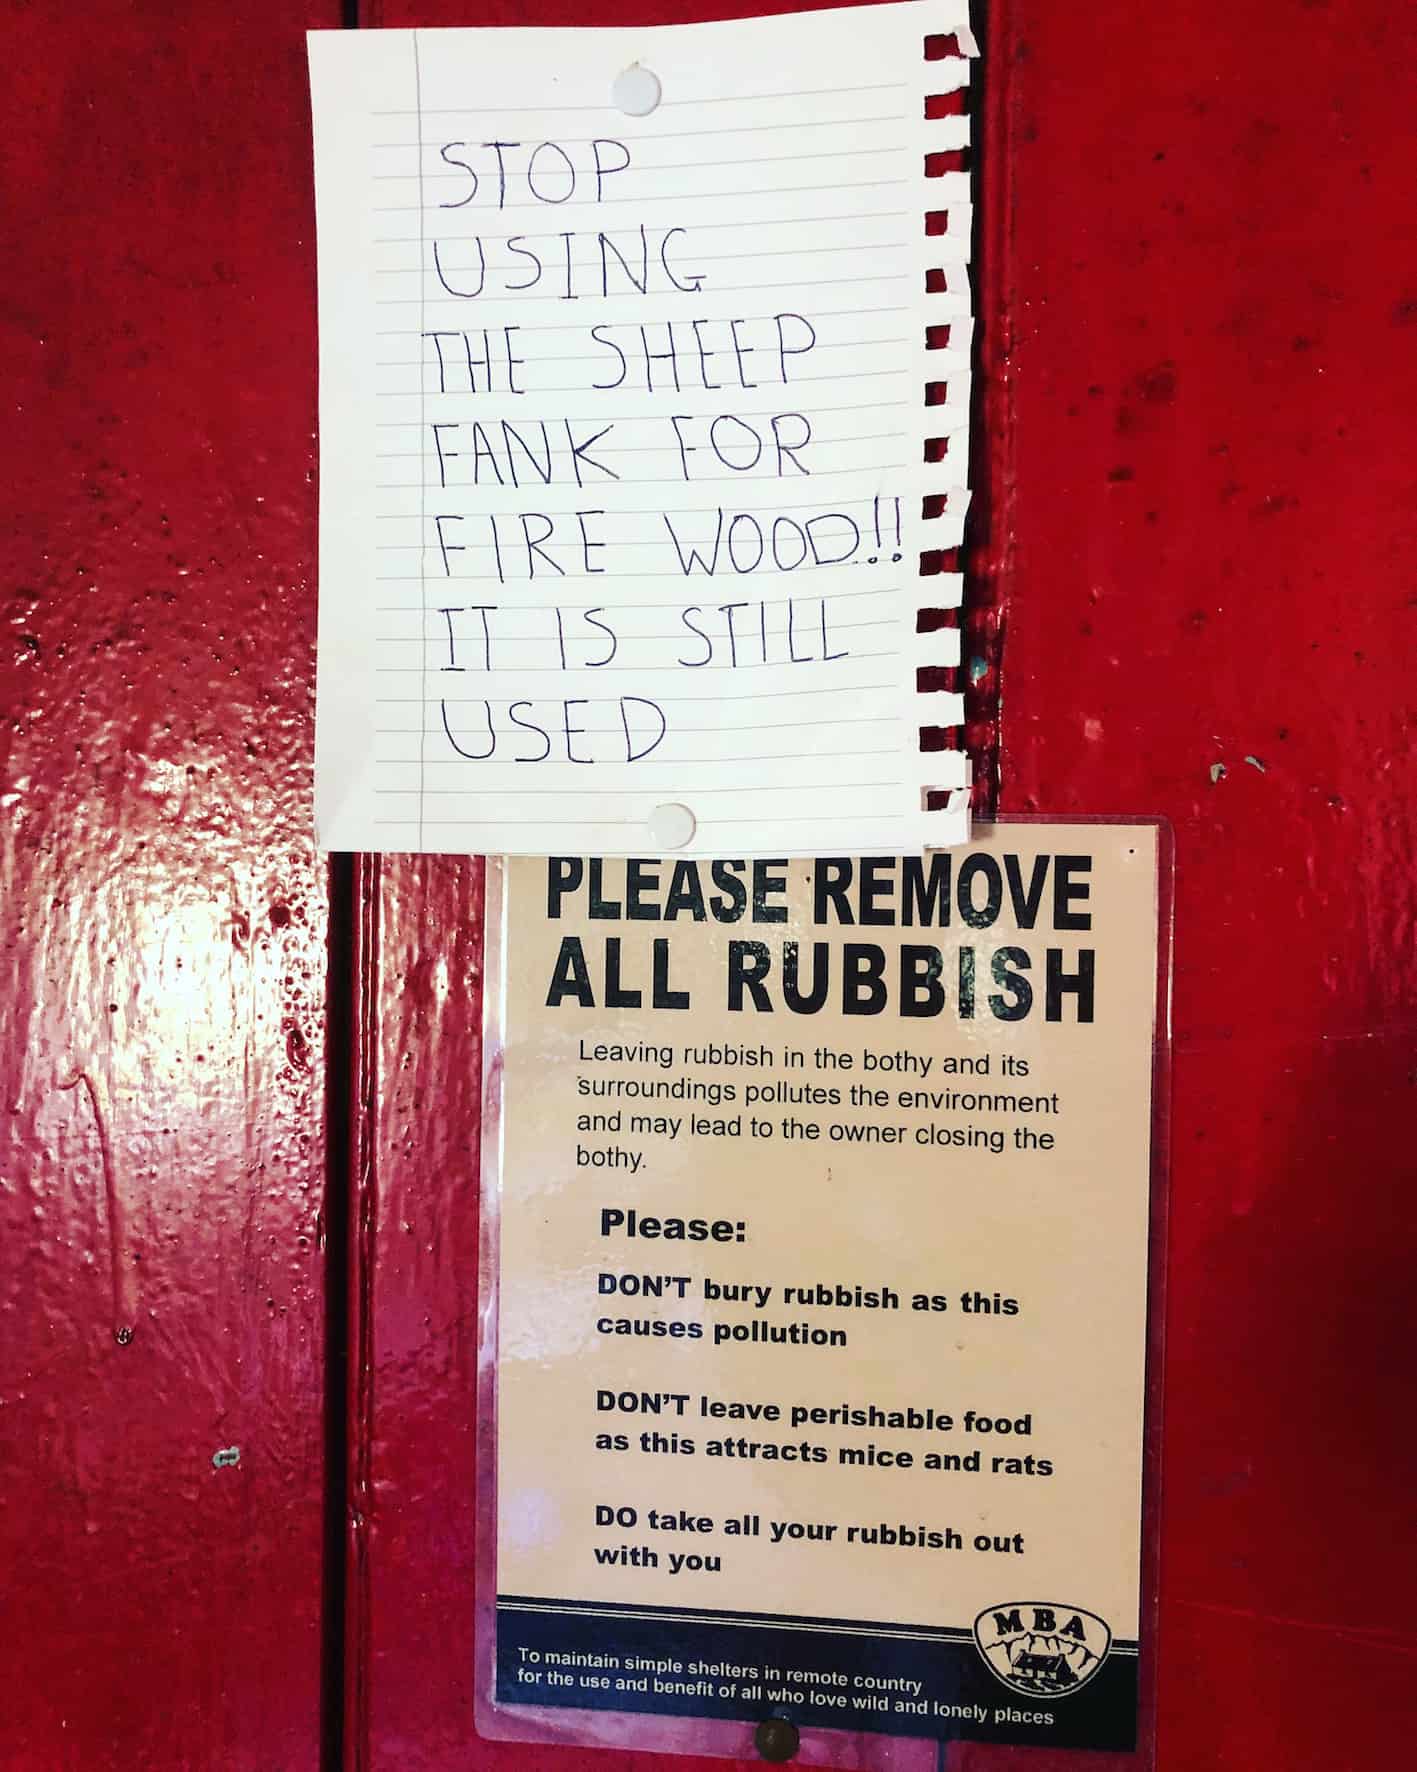 STOP
USING
THE SHEEP
FANK FOR
FIRE WOOD!!
IT IS STILL
USED
PLEASE REMOVE
ALL RUBBISH
Leaving rubbish in the bothy and its
surroundings pollutes the environment
and may lead to the owner closing the
bothy.
Please:
DON'T bury rubbish as this
causes pollution
DON'T leave perishable food
as this attracts mice and rats
DO take all your rubbish out
with you
MBA
To maintain simple shelters in remote country
for the use and benefit of all who love wild and lonely places